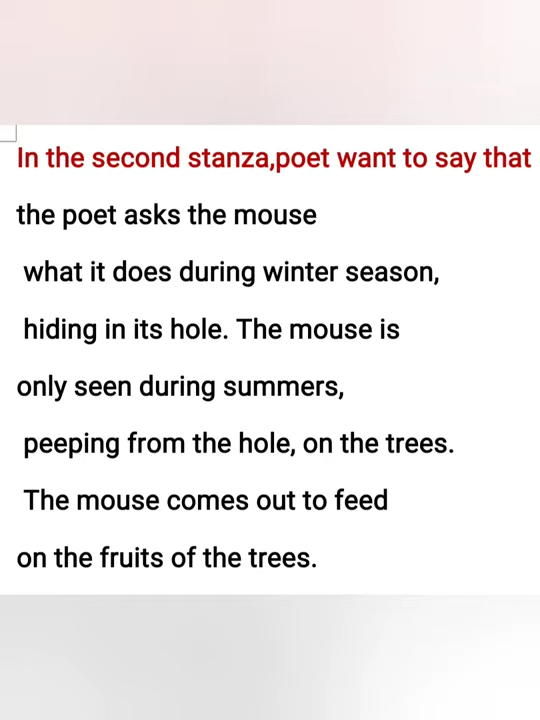 In the second stanza,poet want to say that
the poet asks the mouse
what it does during winter season,
hiding in its hole. The mouse is
only seen during summers,
peeping from the hole, on the trees.
The mouse comes out to feed
on the fruits of the trees.